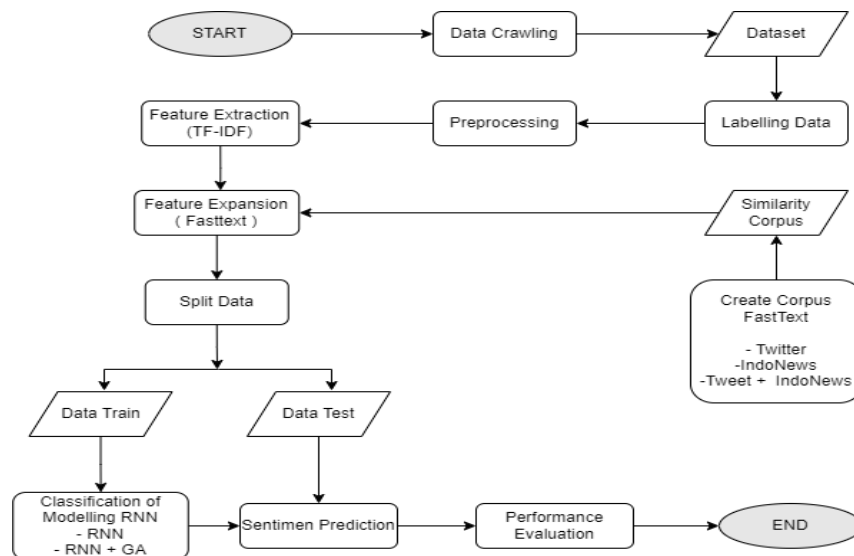 START
Data Crawling
Dataset
Feature Extraction
(TF-IDF)
Preprocessing
Labelling Data
Feature Expansion
( Fasttext )
Similarity
Corpus
Split Data
Create Corpus
FastText
- Twitter
-IndoNews
-Tweet + IndoNews
Data Train
Data Test
Classification of
Modelling RNN
- RNN
- RNN + GA
Sentimen Prediction
Performance
Evaluation
END